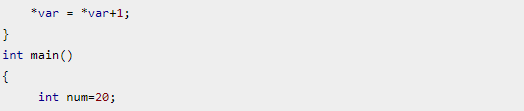 *var = *var+1;
}
int main()
{
int num=20;